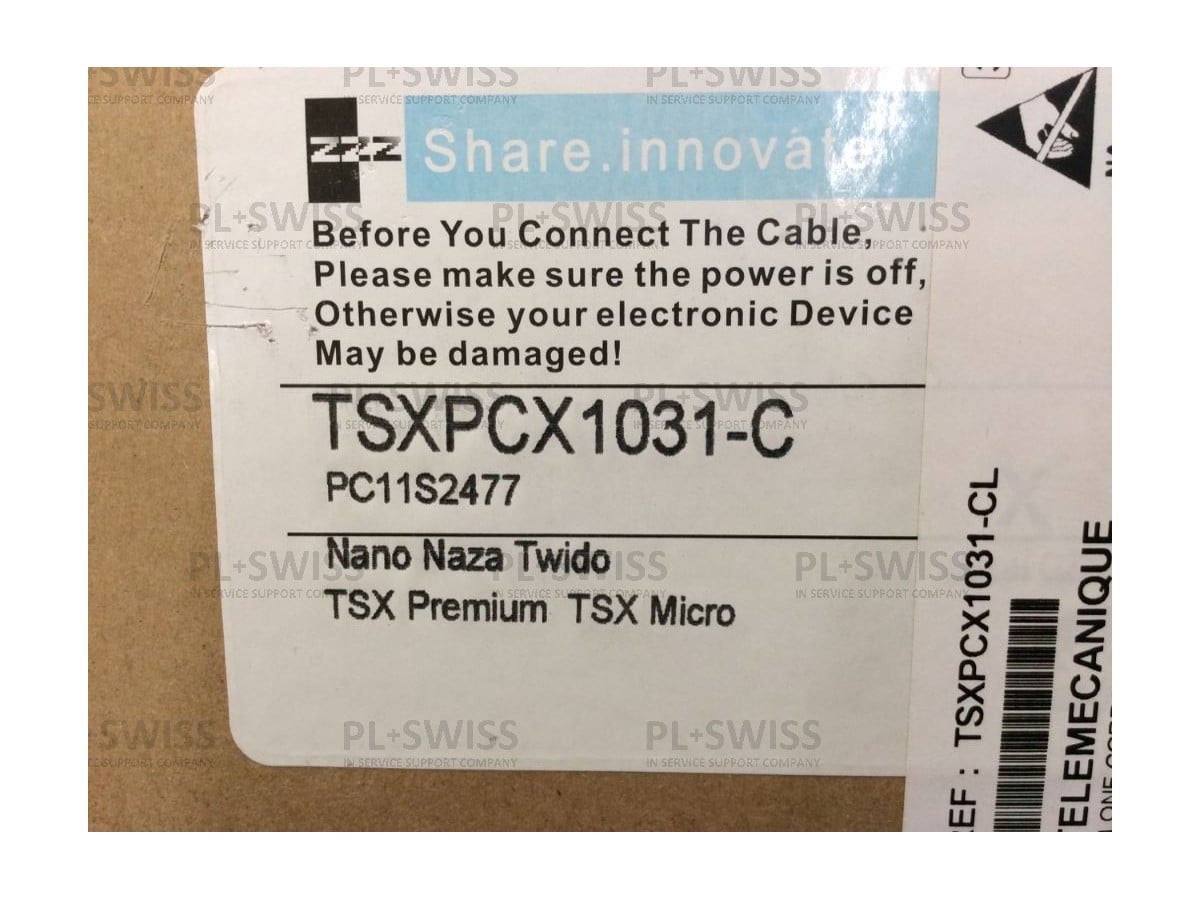 ZZZ Share.innovate
Before You Connect The Cable,
Please make sure the power is off,
Otherwise your electronic Device
May be damaged!
TSXPCX1031-C
PC11S2477
Nano Naza Twido
TSX Premium TSX Micro
REF : TSXPCX1031-CL
TELEMECANIQUE
PL+SWISS
IN SERVICE SUPPORT COMPANY